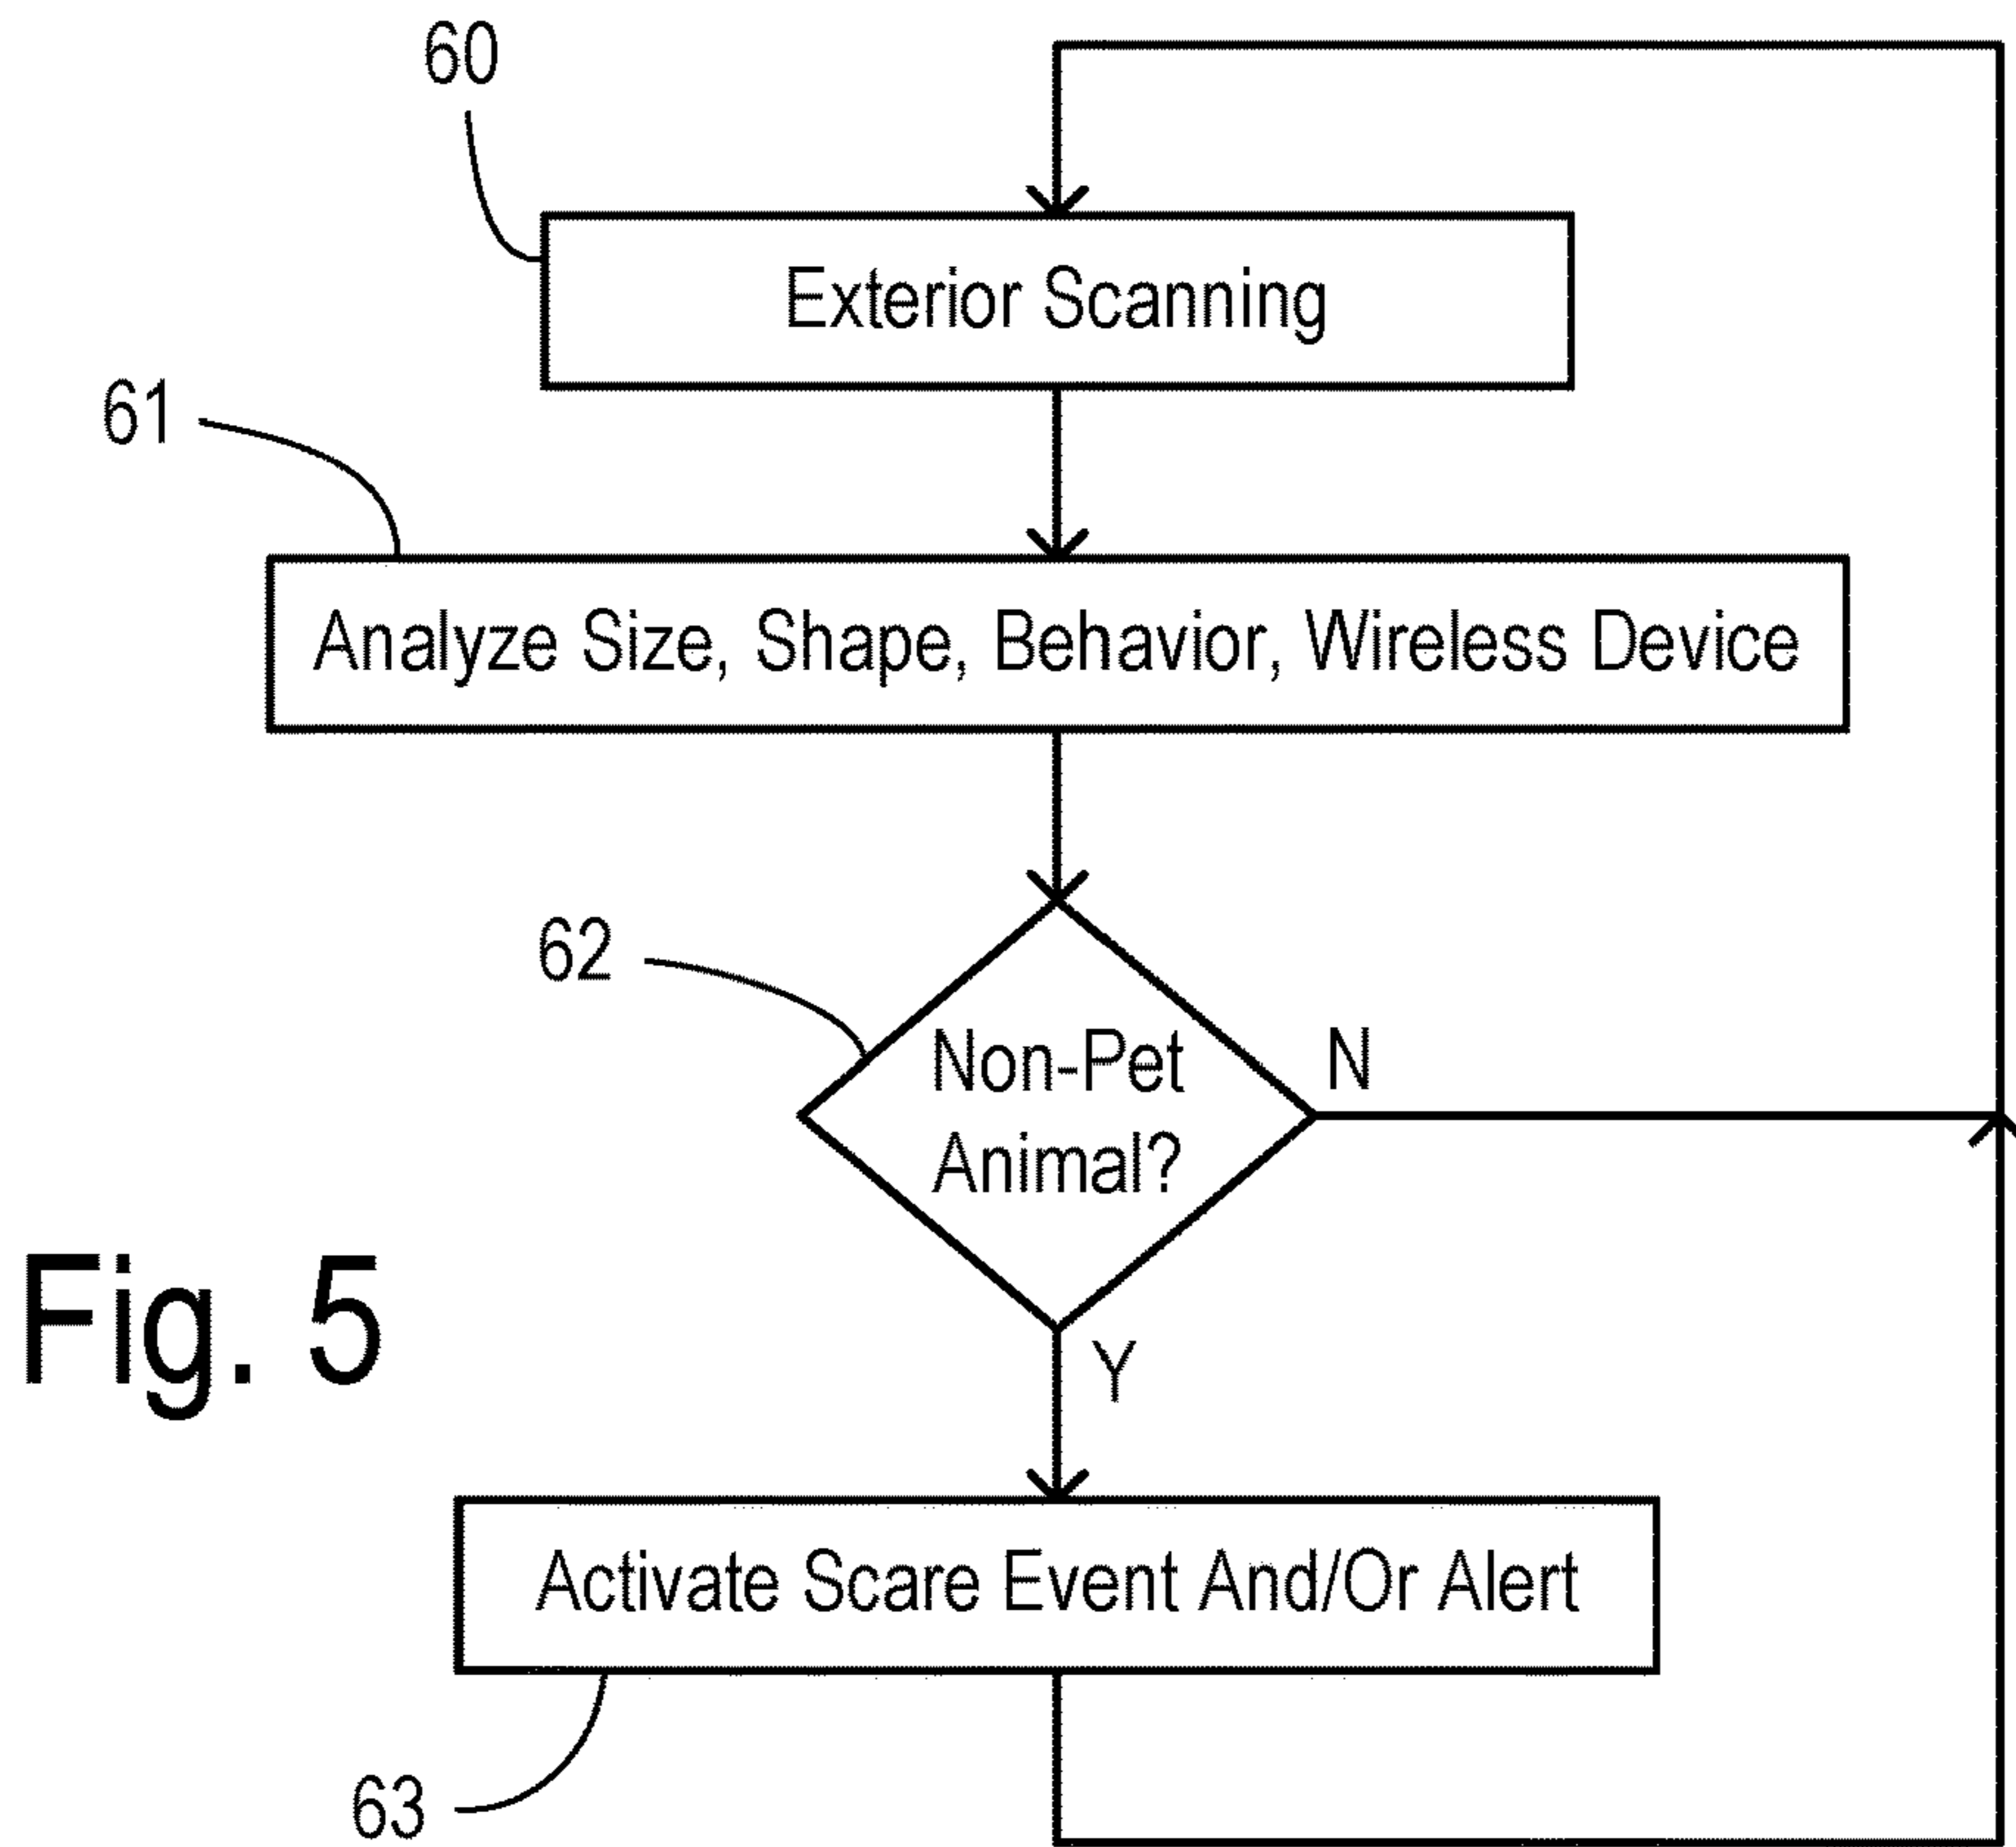 60
Exterior Scanning
61
Analyze Size, Shape, Behavior, Wireless Device
62
Non-Pet
Animal?
N
Y
Fig. 5
Activate Scare Event And/Or Alert
63